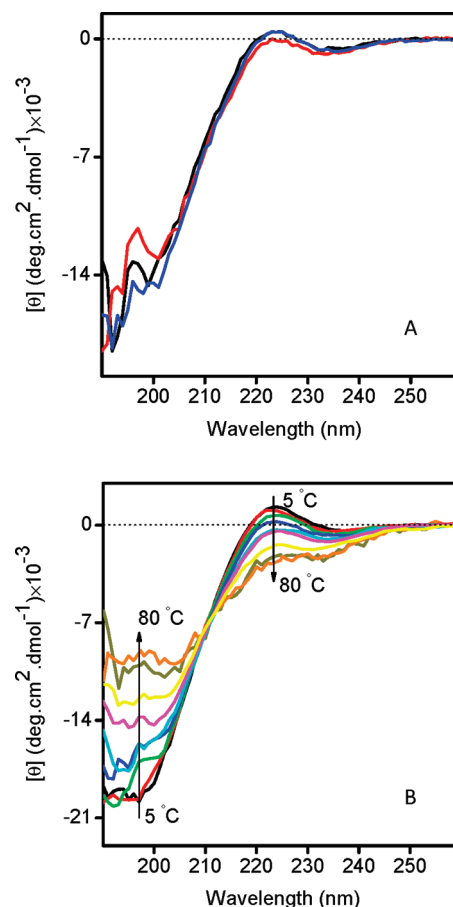 0
-7
-14
[θ] (deg.cm².dmol⁻¹)×10⁻³
A
200 210 220 230 240 250
Wavelength (nm)
5 °C
0
80 °C
-7
80 °C
-14
[θ] (deg.cm².dmol⁻¹)×10⁻³
5 °C
B
-21
200 210 220 230 240 250
Wavelength (nm)